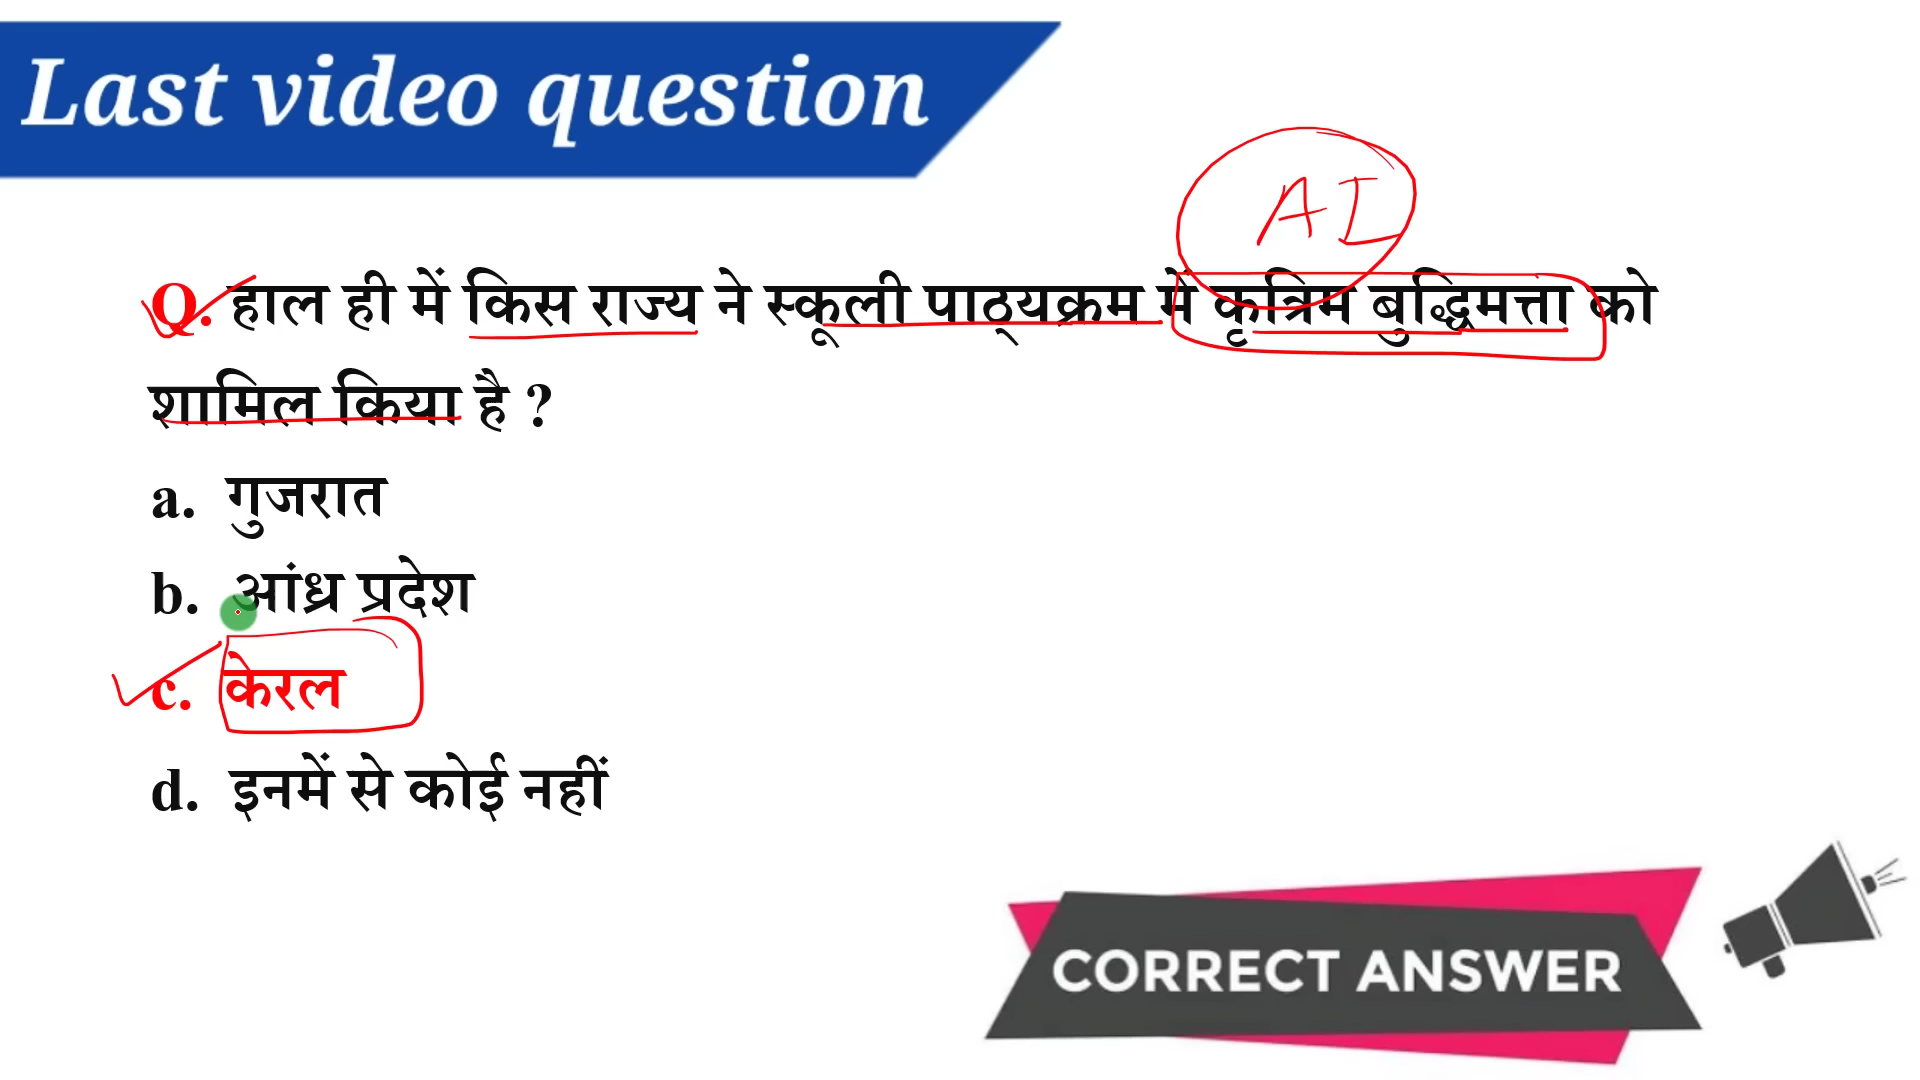 Last video question
AI
Q. हाल ही में किस राज्य ने स्कूली पाठ्यक्रम में कृत्रिम बुद्धिमत्ता को
शामिल किया है ?
a. गुजरात
b. आंध्र प्रदेश
c. केरल
d. इनमें से कोई नहीं
CORRECT ANSWER